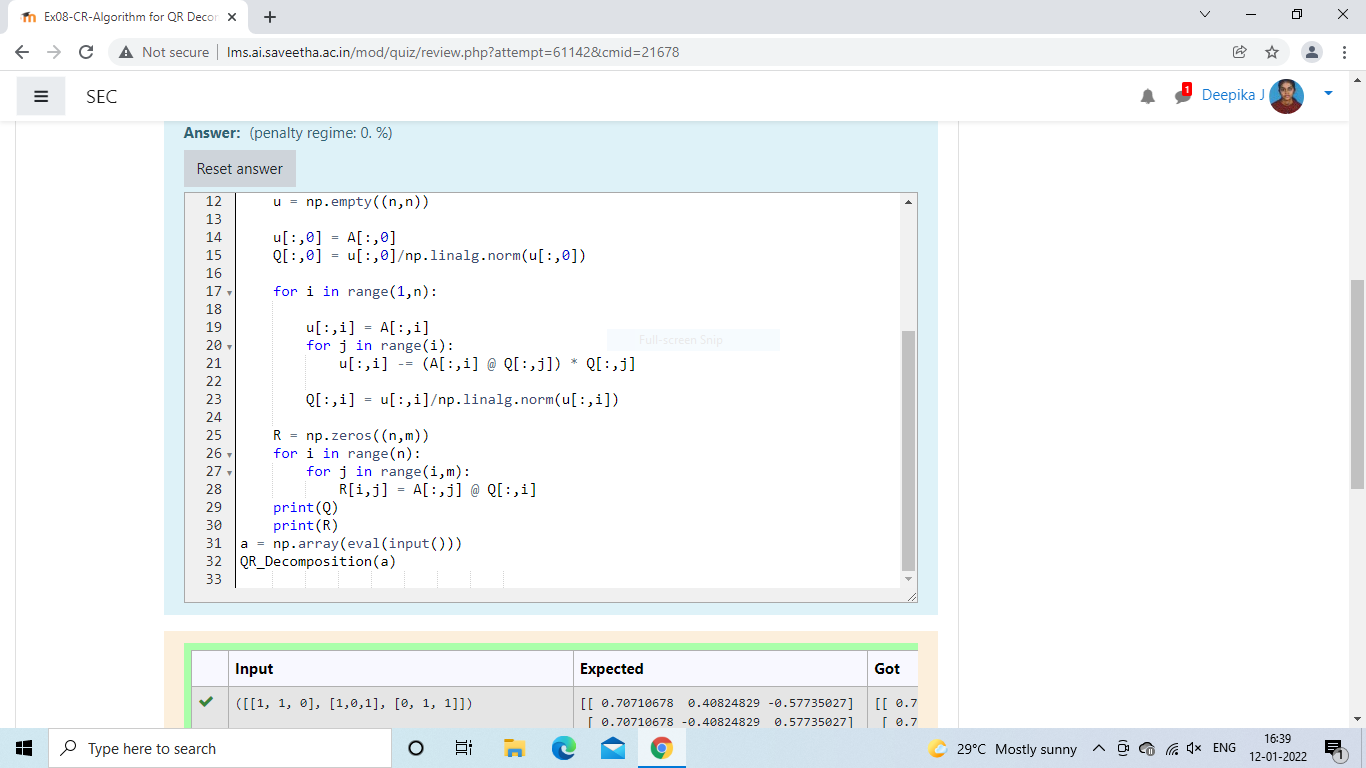 Ex08-CR-Algorithm for QR Decor
Not secure
lms.ai.saveetha.ac.in/mod/quiz/review.php?attempt=61142&cmid=21678
SEC
1
Deepika J
Answer: (penalty regime: 0. %)
Reset answer
12 u = np.empty((n,n))
13
14 u[:,0] = A[:,0]
15 Q[:,0] = u[:,0]/np.linalg.norm(u[:,0])
16
17 for i in range(1,n):
18
19 u[:,i] = A[:,i]
20 for j in range(i):
21 u[:,i] -= (A[:,i] @ Q[:,j]) * Q[:,j]
22
23 Q[:,i] = u[:,i]/np.linalg.norm(u[:,i])
24
25 R = np.zeros((n,m))
26 for i in range(n):
27 for j in range(i,m):
28 R[i,j] = A[:,j] @ Q[:,i]
29 print(Q)
30 print(R)
31 a = np.array(eval(input()))
32 QR_Decomposition(a)
33
Full-screen Snip
Input Expected Got
([[1, 1, 0], [1,0,1], [0, 1, 1]]) [[ 0.70710678 0.40824829 -0.57735027] [[ 0.7
[ 0.70710678 -0.40824829 0.57735027] [ 0.7
Type here to search
29°C Mostly sunny
ENG
16:39
12-01-2022
1